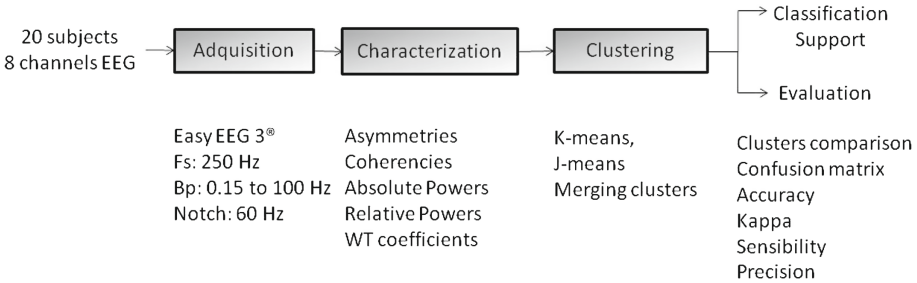 20 subjects
8 channels EEG
Adquisition
Characterization
Clustering
Classification
Support
Evaluation
Easy EEG 3®
Fs: 250 Hz
Bp: 0.15 to 100 Hz
Notch: 60 Hz
Asymmetries
Coherencies
Absolute Powers
Relative Powers
WT coefficients
K-means,
J-means
Merging clusters
Clusters comparison
Confusion matrix
Accuracy
Kappa
Sensibility
Precision